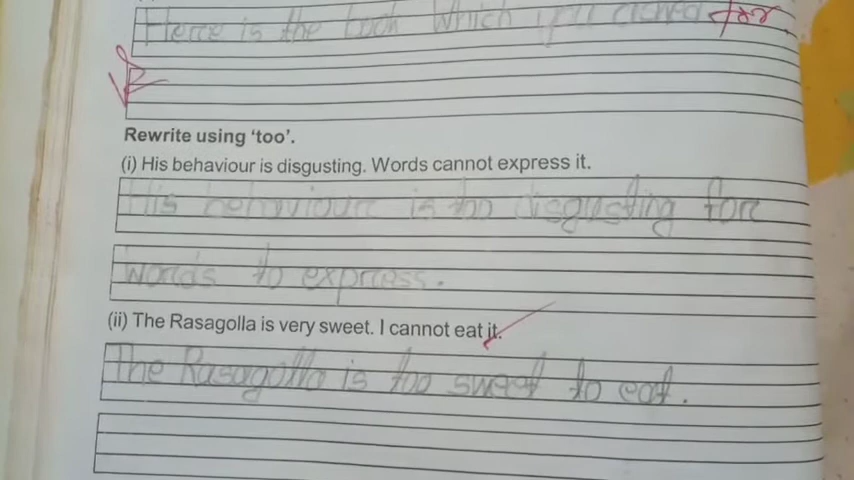 Here is the book which you asked for
Rewrite using 'too'.
(i) His behaviour is disgusting. Words cannot express it.
His behaviour is too disgusting for
words to express.
(ii) The Rasagolla is very sweet. I cannot eat it.
The Rasagolla is too sweet to eat.